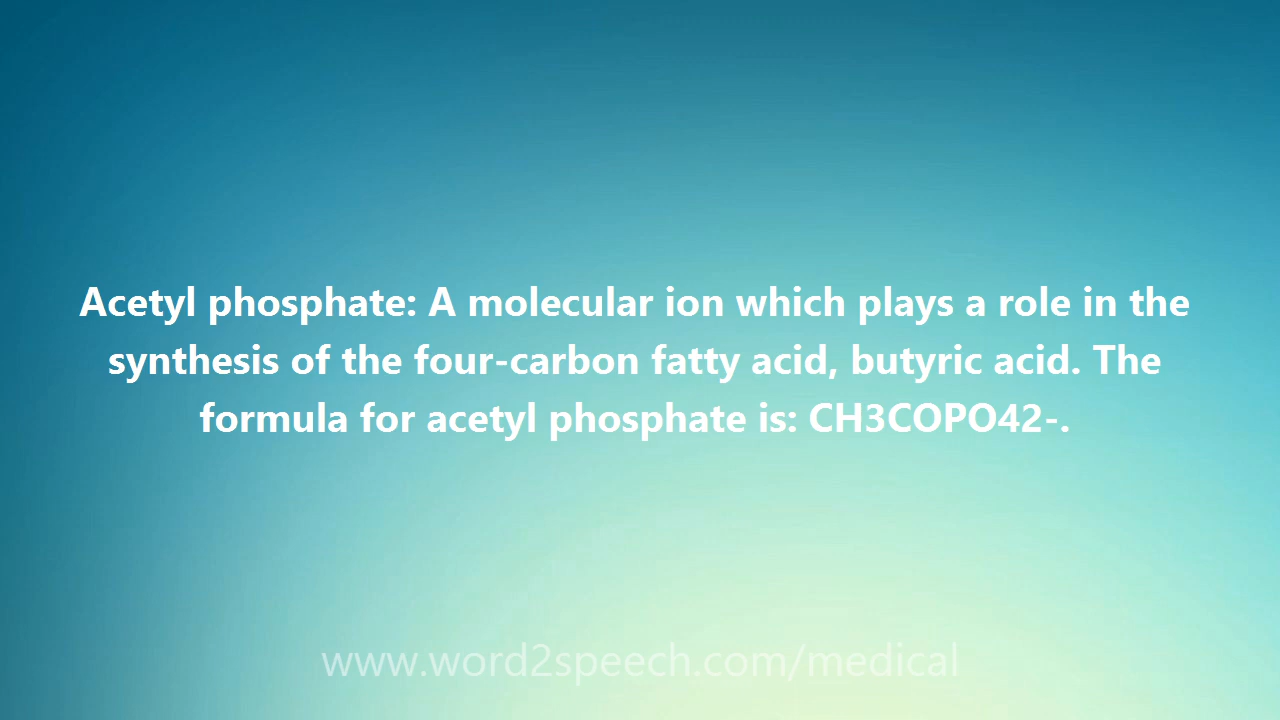 Acetyl phosphate: A molecular ion which plays a role in the
synthesis of the four-carbon fatty acid, butyric acid. The
formula for acetyl phosphate is: CH3COPO42-.
www.word2speech.com/medical